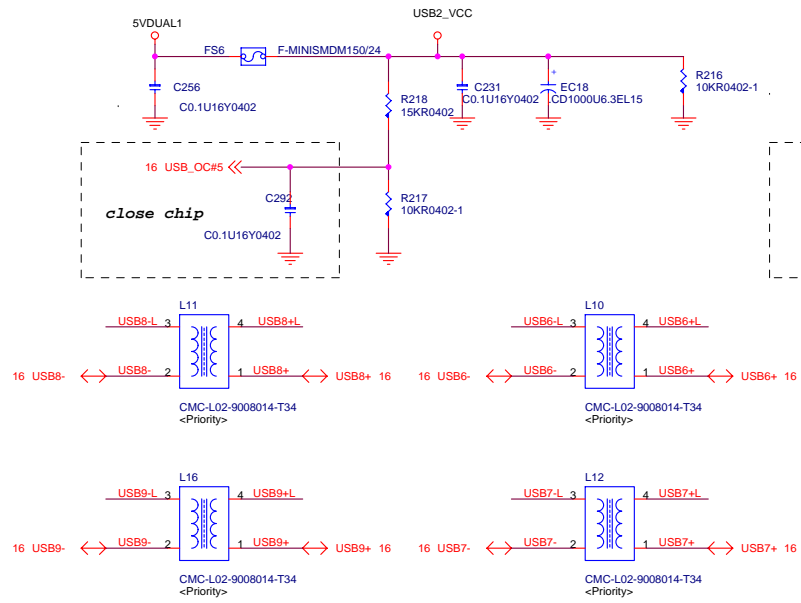 5VDUAL1
USB2_VCC
FS6
F-MINISMDM150/24
C256
C0.1U16Y0402
R218
15KR0402
C231
C0.1U16Y0402
EC18
CD1000U6.3EL15
R216
10KR0402-1
16 USB_OC#5
C292
C0.1U16Y0402
close chip
R217
10KR0402-1
L11
USB8-L 3
4 USB8+L
16 USB8-
USB8- 2
1 USB8+
USB8+ 16
CMC-L02-9008014-T34
<Priority>
L10
USB6-L 3
4 USB6+L
16 USB6-
USB6- 2
1 USB6+
USB6+ 16
CMC-L02-9008014-T34
<Priority>
L16
USB9-L 3
4 USB9+L
16 USB9-
USB9- 2
1 USB9+
USB9+ 16
CMC-L02-9008014-T34
<Priority>
L12
USB7-L 3
4 USB7+L
16 USB7-
USB7- 2
1 USB7+
USB7+ 16
CMC-L02-9008014-T34
<Priority>